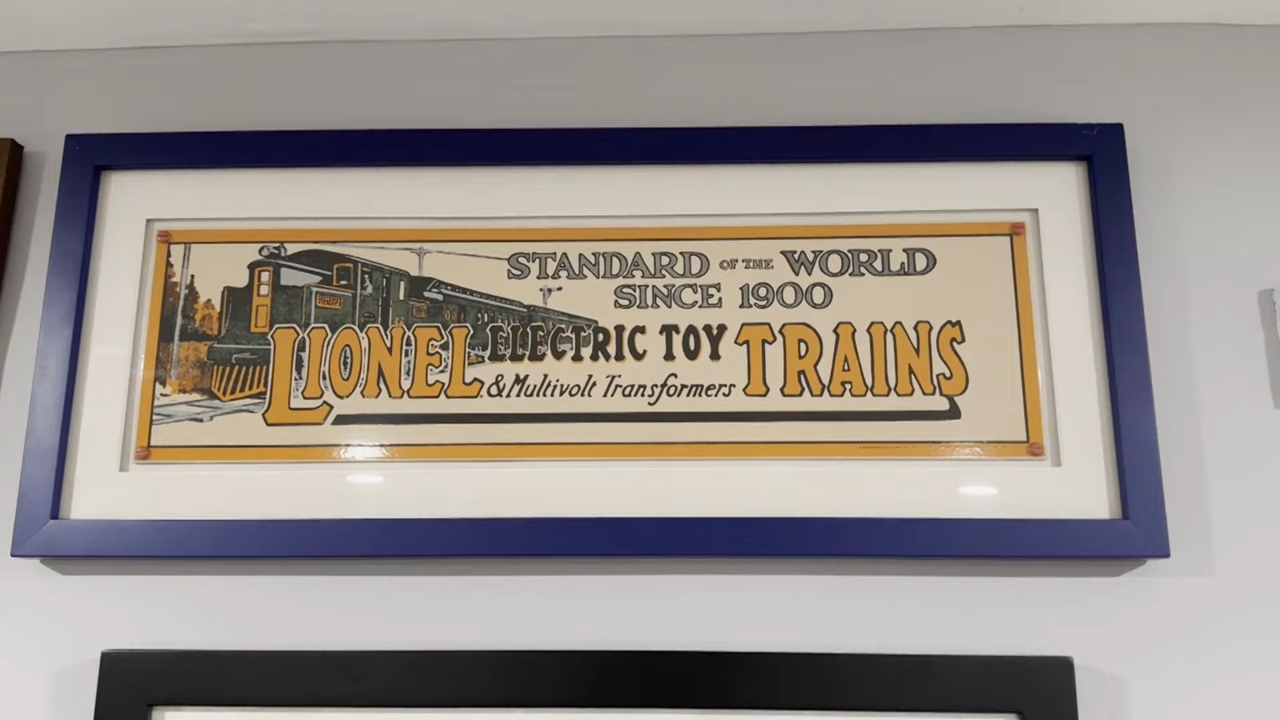 STANDARD OF THE WORLD
SINCE 1900
LIONEL ELECTRIC TOY TRAINS
& Multivolt Transformers